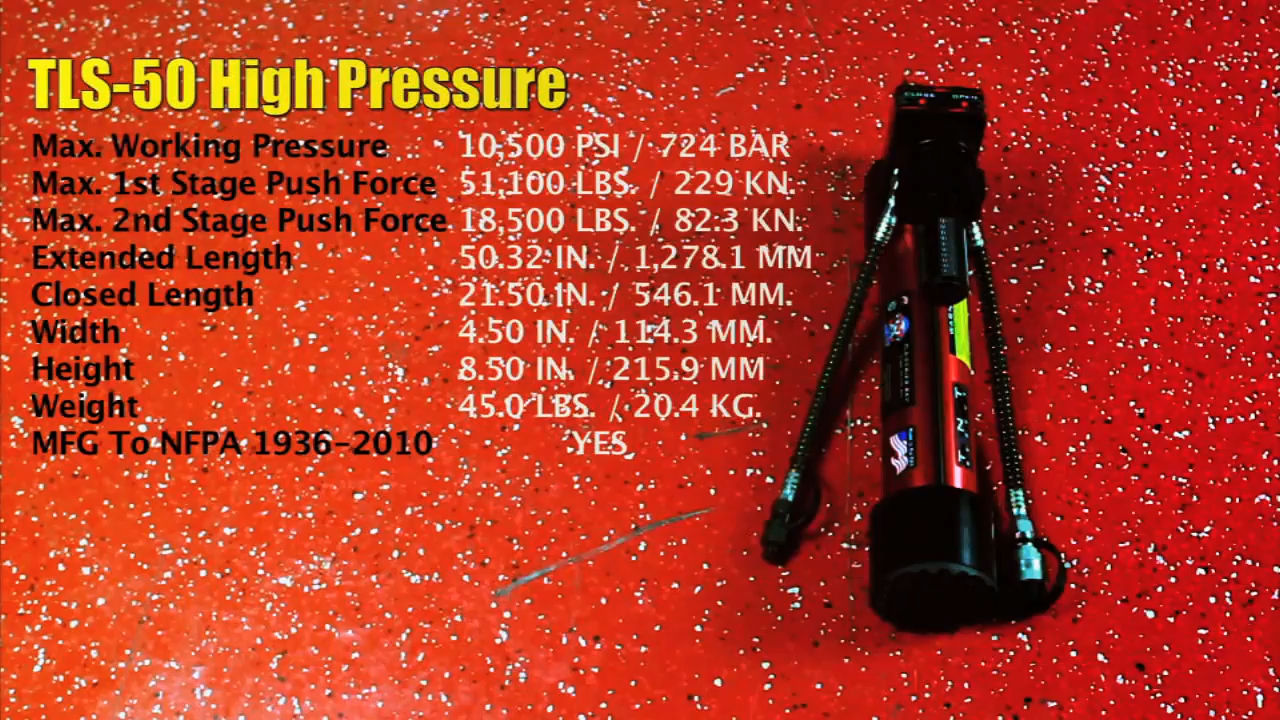 TLS-50 High Pressure
Max. Working Pressure 10,500 PSI / 724 BAR
Max. 1st Stage Push Force 51,100 LBS. / 229 KN.
Max. 2nd Stage Push Force 18,500 LBS. / 82.3 KN.
Extended Length 50.32 IN. / 1,278.1 MM
Closed Length 21.50 IN. / 546.1 MM.
Width 4.50 IN. / 114.3 MM.
Height 8.50 IN. / 215.9 MM
Weight 45.0 LBS. / 20.4 KG.
MFG To NFPA 1936-2010 YES
CLOSE OPEN
T.N.T.